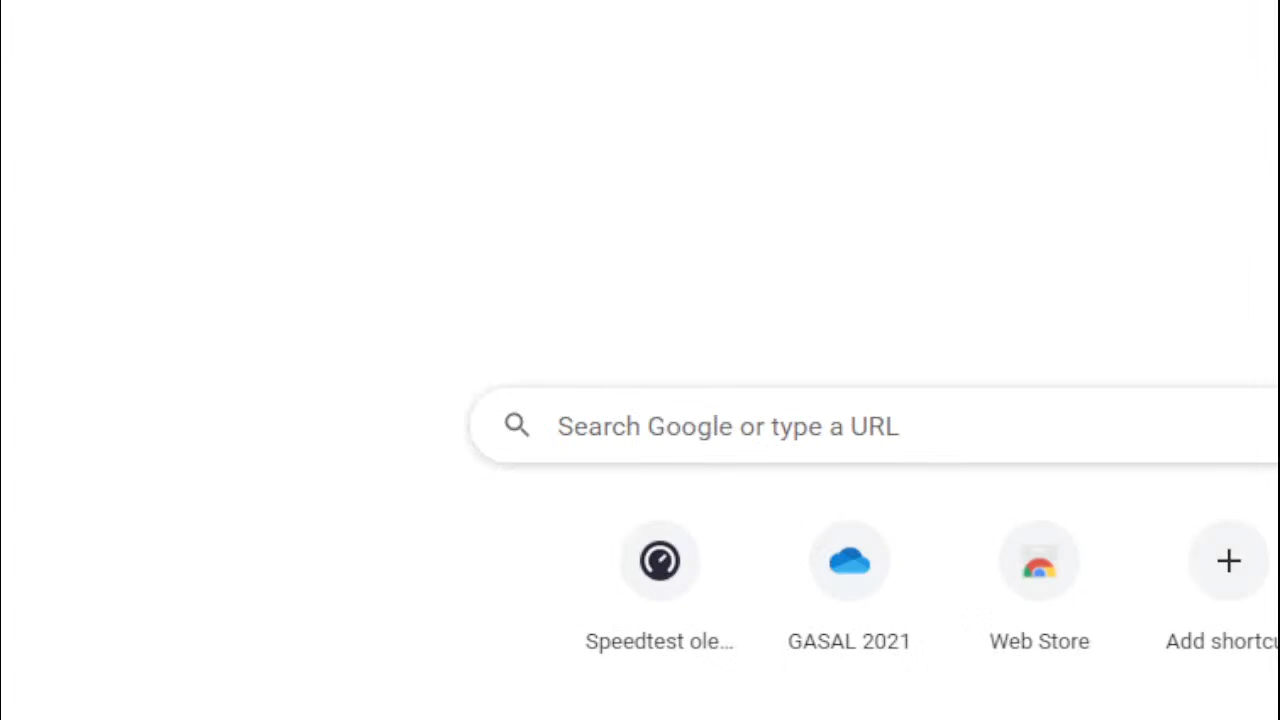 Search Google or type a URL
Speedtest ole...
GASAL 2021
Web Store
Add shortcu